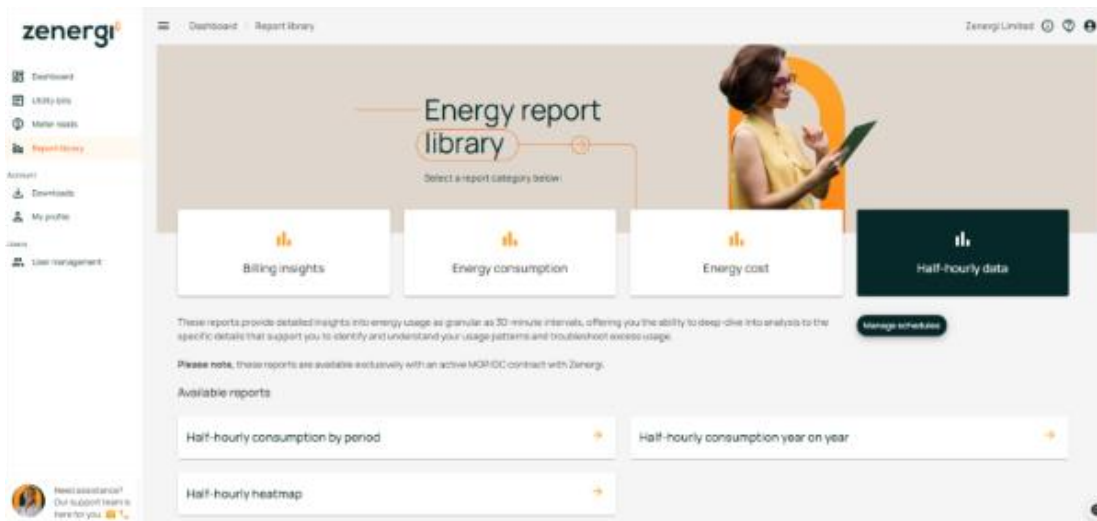 zenergi
Dashboard
Utility bills
Meter reads
Report library
Account
Downloads
My profile
Users
User management
Need assistance?
Our support team is
here for you
Dashboard / Report library
Zenergi Limited
Energy report
library
Select a report category below:
Billing insights
Energy consumption
Energy cost
Half-hourly data
These reports provide detailed insights into energy usage as granular as 30-minute intervals, offering you the ability to deep-dive into analysis to the
specific details that support you to identify and understand your usage patterns and troubleshoot excess usage.
Manage schedules
Please note, these reports are available exclusively with an active MOP/DC contract with Zenergi.
Available reports
Half-hourly consumption by period
Half-hourly consumption year on year
Half-hourly heatmap